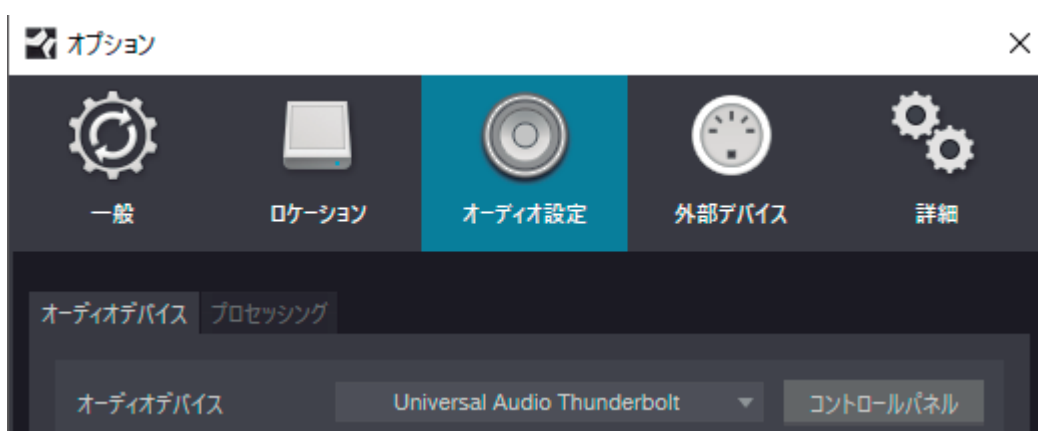 オプション
一般 ロケーション オーディオ設定 外部デバイス 詳細
オーディオデバイス プロセッシング
オーディオデバイス Universal Audio Thunderbolt コントロールパネル